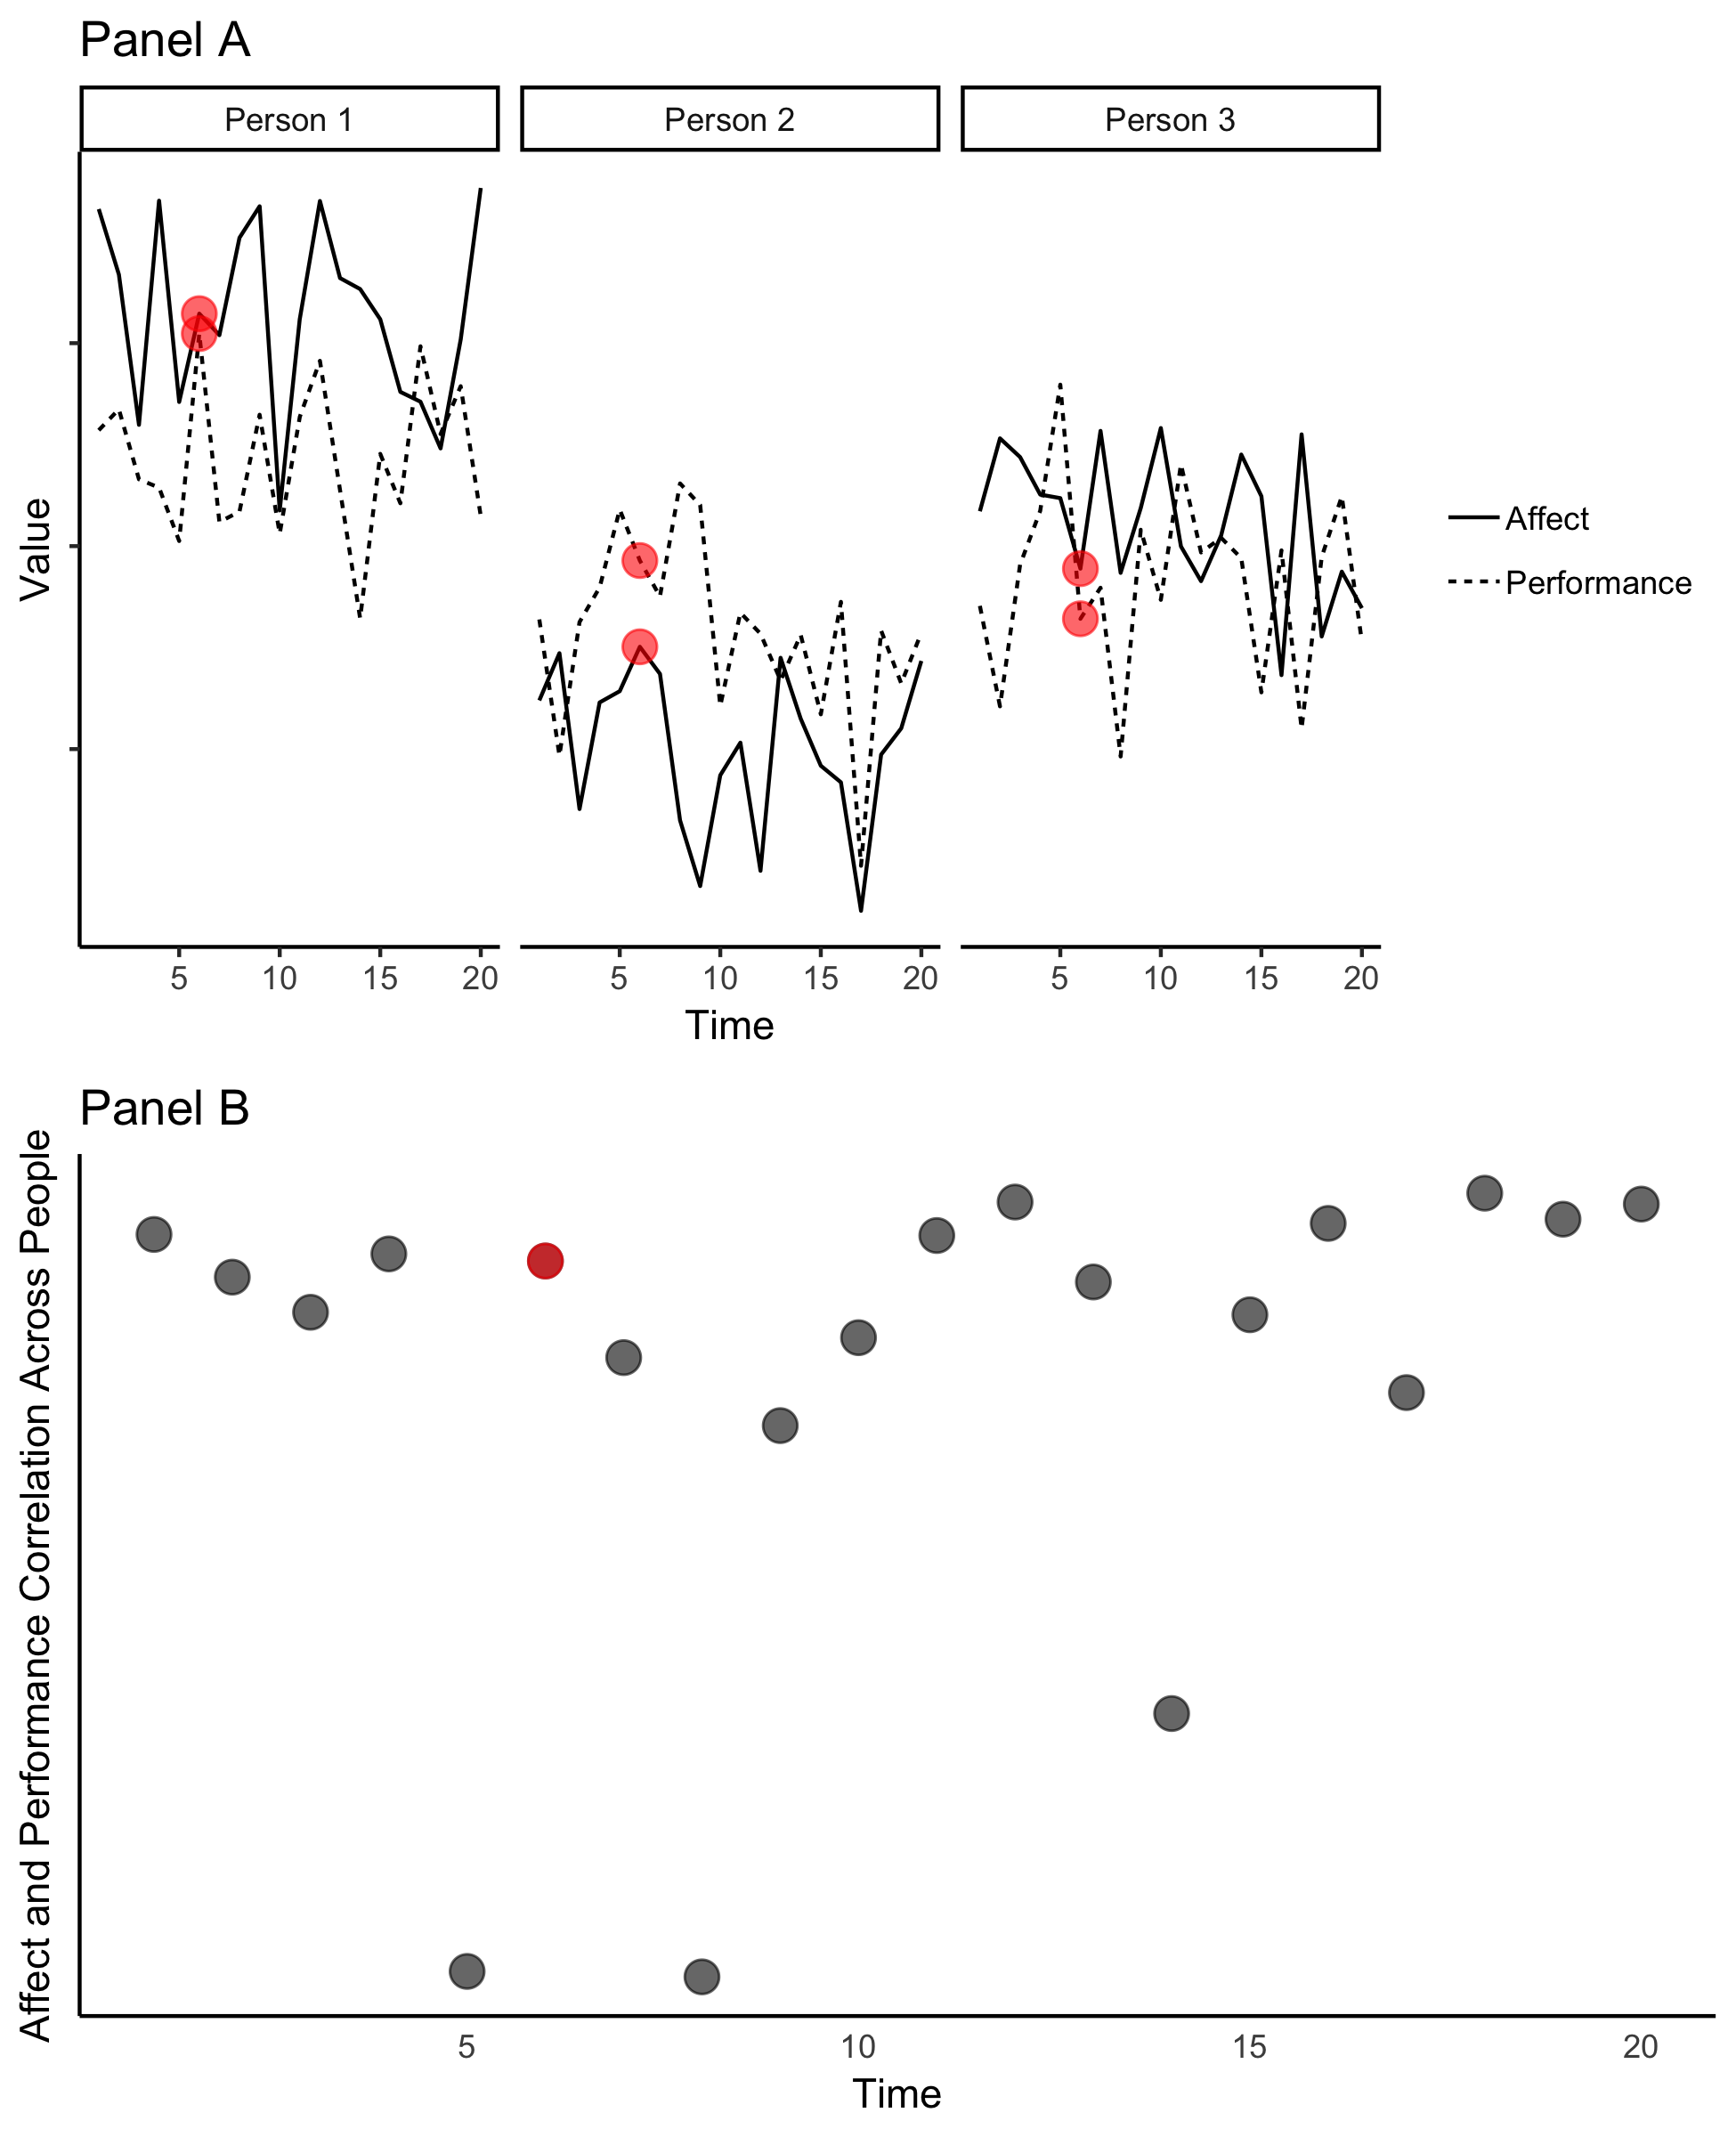 Panel A
Person 1
Person 2
Person 3
Value
Affect
Performance
5 10 15 20
5 10 15 20
5 10 15 20
Time
Panel B
Affect and Performance Correlation Across People
5 10 15 20
Time